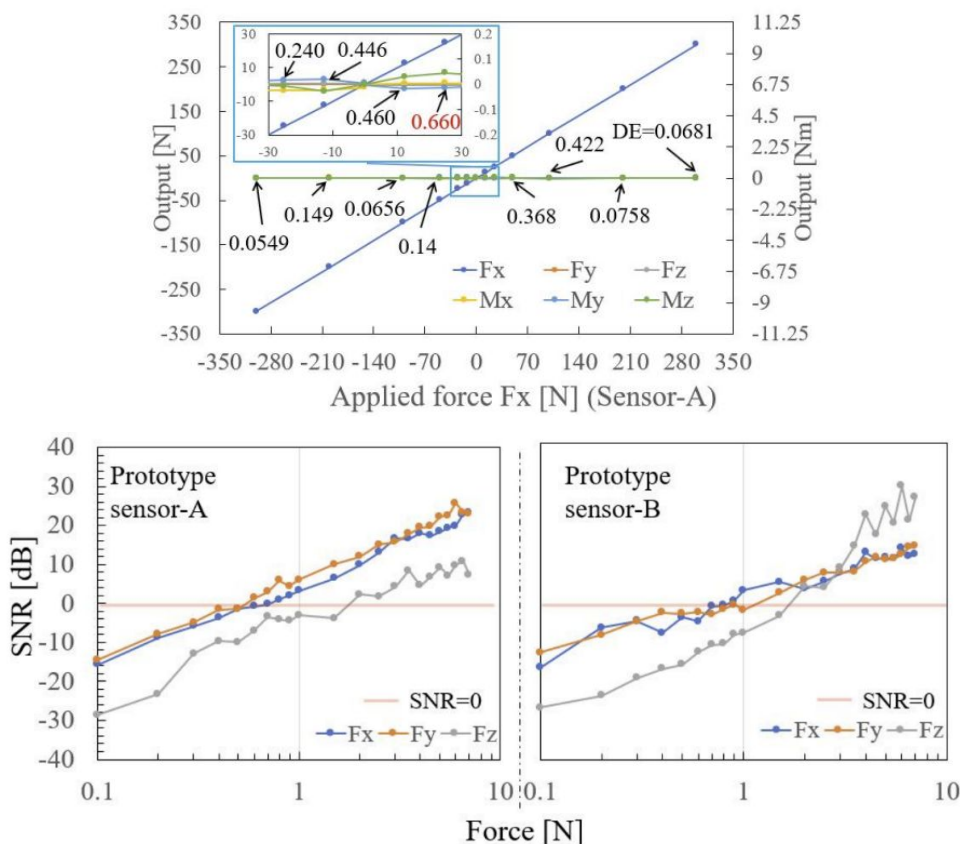 350
250
150
50
-50
-150
-250
-350
Output [N]
11.25
9
6.75
4.5
2.25
0
-2.25
-4.5
-6.75
-9
-11.25
Output [Nm]
30
10
-10
-30
0.2
0.1
0
-0.1
-0.2
-30 -10 10 30
0.240 0.446
0.460 0.660
0.422 DE=0.0681
0.0549 0.149 0.0656 0.14 0.368 0.0758
Fx Fy Fz
Mx My Mz
-350 -280 -210 -140 -70 0 70 140 210 280 350
Applied force Fx [N] (Sensor-A)
SNR [dB]
40
30
20
10
0
-10
-20
-30
-40
Prototype
sensor-A
SNR=0
Fx Fy Fz
0.1 1 10
Prototype
sensor-B
SNR=0
Fx Fy Fz
0.1 1 10
Force [N]